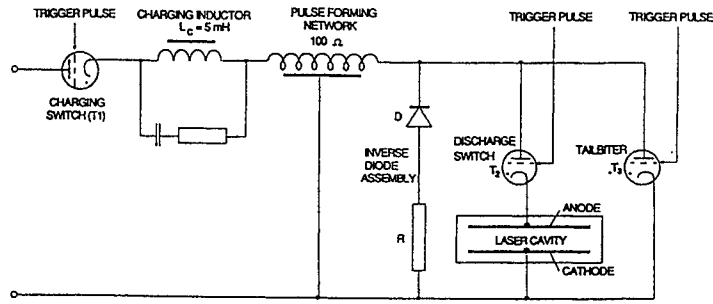 TRIGGER PULSE
CHARGING INDUCTOR
L_C = 5 mH
PULSE FORMING
NETWORK
100 Ω
TRIGGER PULSE
TRIGGER PULSE
CHARGING
SWITCH (T1)
D
INVERSE
DIODE
ASSEMBLY
R
DISCHARGE
SWITCH
T2
TAILBITER
T3
ANODE
LASER CAVITY
CATHODE